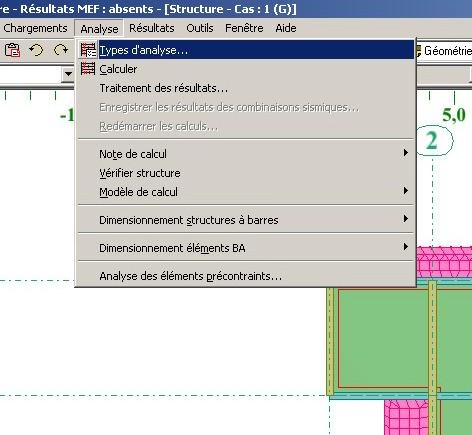 re - Résultats MEF : absents - [Structure - Cas : 1 (G)]
Chargements Analyse Résultats Outils Fenêtre Aide
Types d'analyse...
Géométrie
Calculer
Traitement des résultats...
Enregistrer les résultats des combinaisons sismiques...
Redémarrer les calculs...
-1
5,0
2
Note de calcul
Vérifier structure
Modèle de calcul
Dimensionnement structures à barres
Dimensionnement éléments BA
Analyse des éléments précontraints...